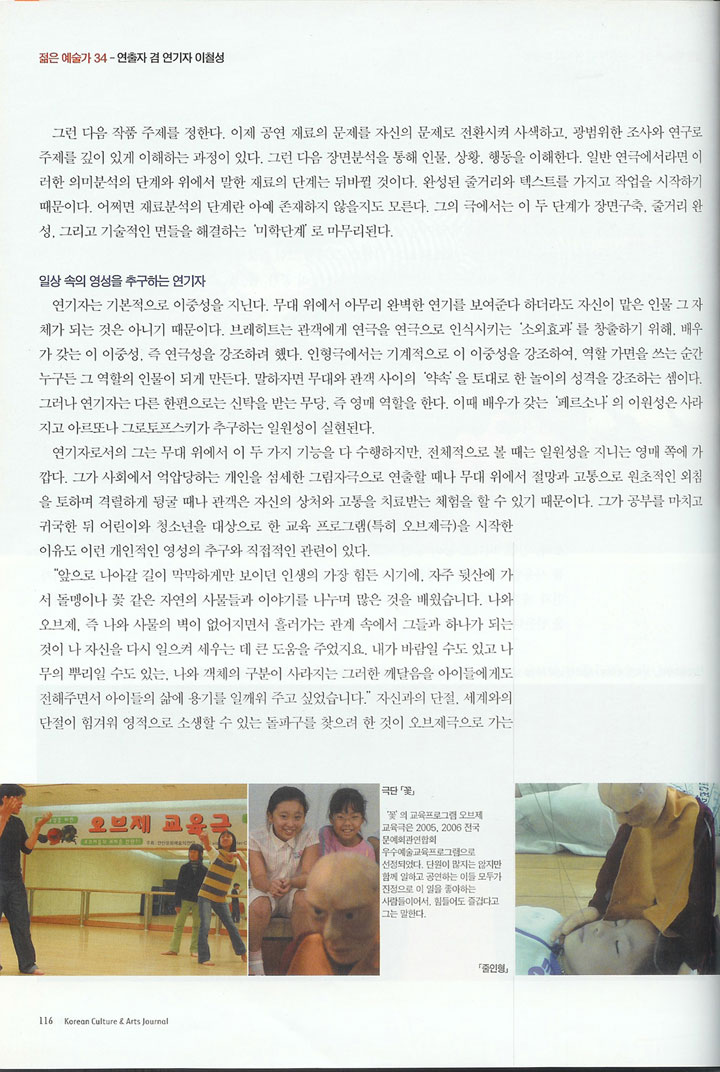 젊은 예술가 34 - 연출자 겸 연기자 이철성
그런 다음 작품 주제를 정한다. 이제 공연 재료의 문제를 자신의 문제로 전환시켜 사색하고, 광범위한 조사와 연구로
주제를 깊이 있게 이해하는 과정이 있다. 그런 다음 장면분석을 통해 인물, 상황, 행동을 이해한다. 일반 연극에서라면 이
러한 의미분석의 단계와 위에서 말한 재료의 단계는 뒤바뀔 것이다. 완성된 줄거리와 텍스트를 가지고 작업을 시작하기
때문이다. 어쩌면 재료분석의 단계란 아예 존재하지 않을지도 모른다. 그의 극에서는 이 두 단계가 장면구축, 줄거리 완
성, 그리고 기술적인 면들을 해결하는 '미학단계'로 마무리된다.
일상 속의 영성을 추구하는 연기자
연기자는 기본적으로 이중성을 지닌다. 무대 위에서 아무리 완벽한 연기를 보여준다 하더라도 자신이 맡은 인물 그 자
체가 되는 것은 아니기 때문이다. 브레히트는 관객에게 연극을 연극으로 인식시키는 '소외효과'를 창출하기 위해, 배우
가 갖는 이 이중성, 즉 연극성을 강조하려 했다. 인형극에서는 기계적으로 이 이중성을 강조하여, 역할 가면을 쓰는 순간
누구든 그 역할의 인물이 되게 만든다. 말하자면 무대와 관객 사이의 '약속'을 토대로 한 놀이의 성격을 강조하는 셈이다.
그러나 연기자는 다른 한편으로는 신탁을 받는 무당, 즉 영매 역할을 한다. 이때 배우가 갖는 '페르소나'의 이원성은 사라
지고 아르또나 그로토프스키가 추구하는 일원성이 실현된다.
연기자로서의 그는 무대 위에서 이 두 가지 기능을 다 수행하지만, 전체적으로 볼 때는 일원성을 지니는 영매 쪽에 가
깝다. 그가 사회에서 억압당하는 개인을 섬세한 그림자극으로 연출할 때나 무대 위에서 절망과 고통으로 원초적인 외침
을 토하며 격렬하게 뒹굴 때나 관객은 자신의 상처와 고통을 치료받는 체험을 할 수 있기 때문이다. 그가 공부를 마치고
귀국한 뒤 어린이와 청소년을 대상으로 한 교육 프로그램(특히 오브제극)을 시작한
이유도 이런 개인적인 영성의 추구와 직접적인 관련이 있다.
"앞으로 나아갈 길이 막막하게만 보이던 인생의 가장 힘든 시기에, 자주 뒷산에 가
서 돌멩이나 꽃 같은 자연의 사물들과 이야기를 나누며 많은 것을 배웠습니다. 나와
오브제, 즉 나와 사물의 벽이 없어지면서 흘러가는 관계 속에서 그들과 하나가 되는
것이 나 자신을 다시 일으켜 세우는 데 큰 도움을 주었지요. 내가 바람일 수도 있고 나
무의 뿌리일 수도 있는, 나와 객체의 구분이 사라지는 그러한 깨달음을 아이들에게도
전해주면서 아이들의 삶에 용기를 일깨워 주고 싶었습니다." 자신과의 단절, 세계와의
단절이 힘겨워 영적으로 소생할 수 있는 돌파구를 찾으려 한 것이 오브제극으로 가는
오브제 교육극
극단 「꽃」
'꽃'의 교육프로그램 오브제
교육극은 2005, 2006 전국
문예회관연합회
우수예술교육프로그램으로
선정되었다. 단원이 많지는 않지만
함께 일하고 공연하는 이들 모두가
진정으로 이 일을 좋아하는
사람들이어서, 힘들어도 즐겁다고
그는 말한다.
「줄인형」
116 Korean Culture & Arts Journal